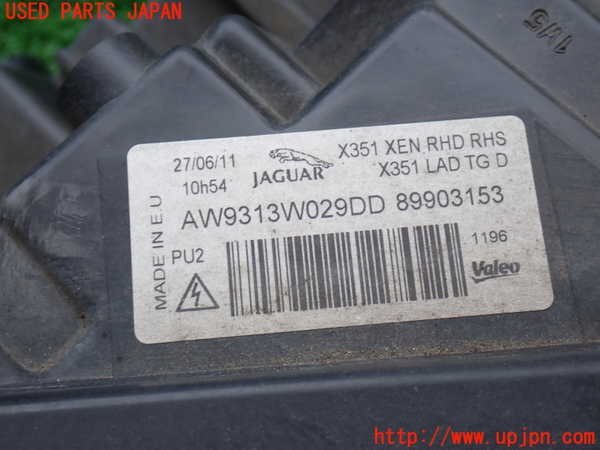 USED PARTS JAPAN
1W5
27/06/11
10h54
JAGUAR
X351 XEN RHD RHS
X351 LAD TG D
MADE IN E.U
AW9313W029DD 89903153
PU2
1196
Valeo
http://www.upjpn.com/